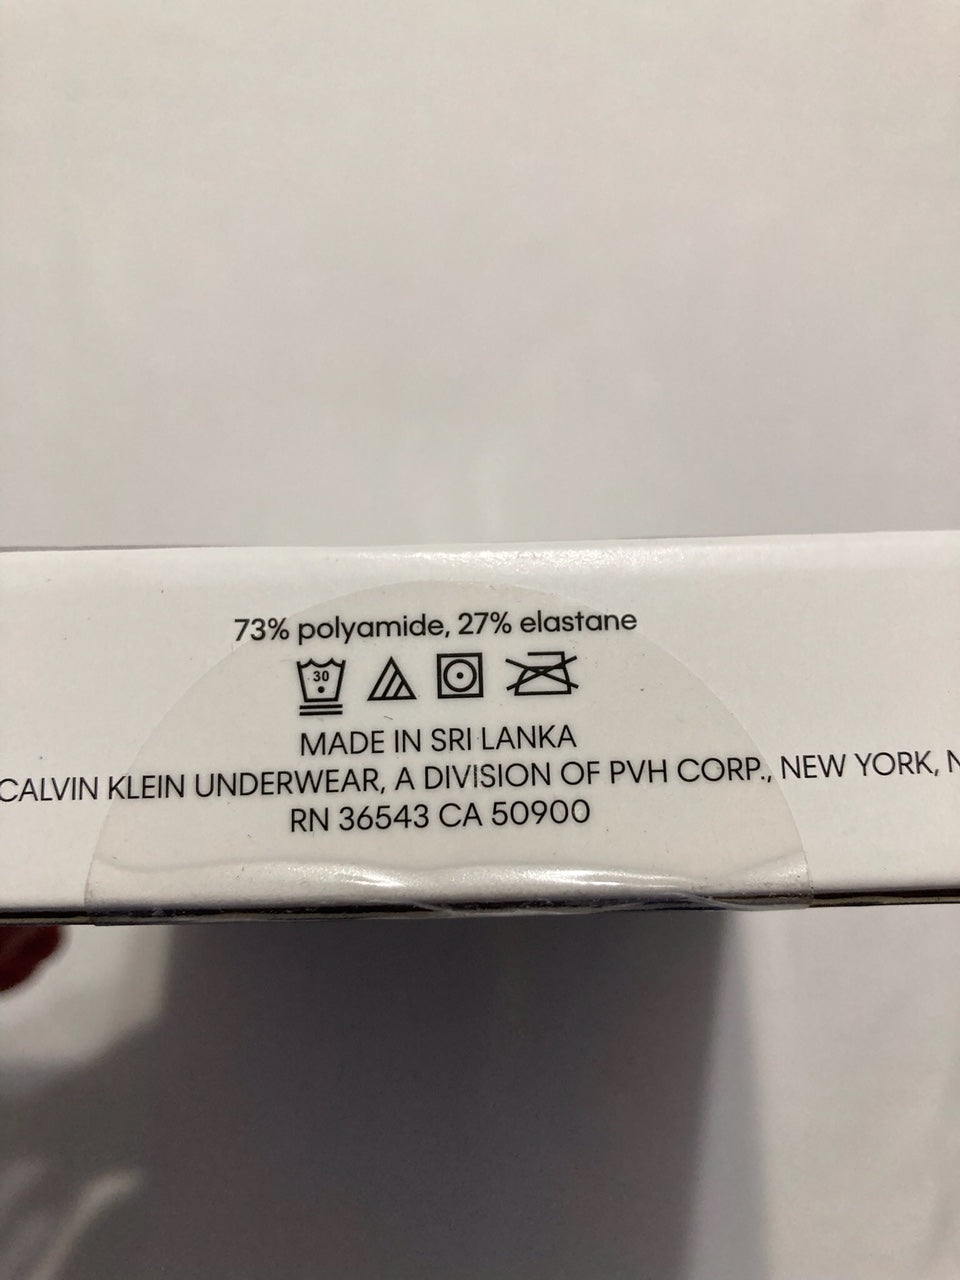 73% polyamide, 27% elastane
30
MADE IN SRI LANKA
CALVIN KLEIN UNDERWEAR, A DIVISION OF PVH CORP., NEW YORK, N
RN 36543 CA 50900